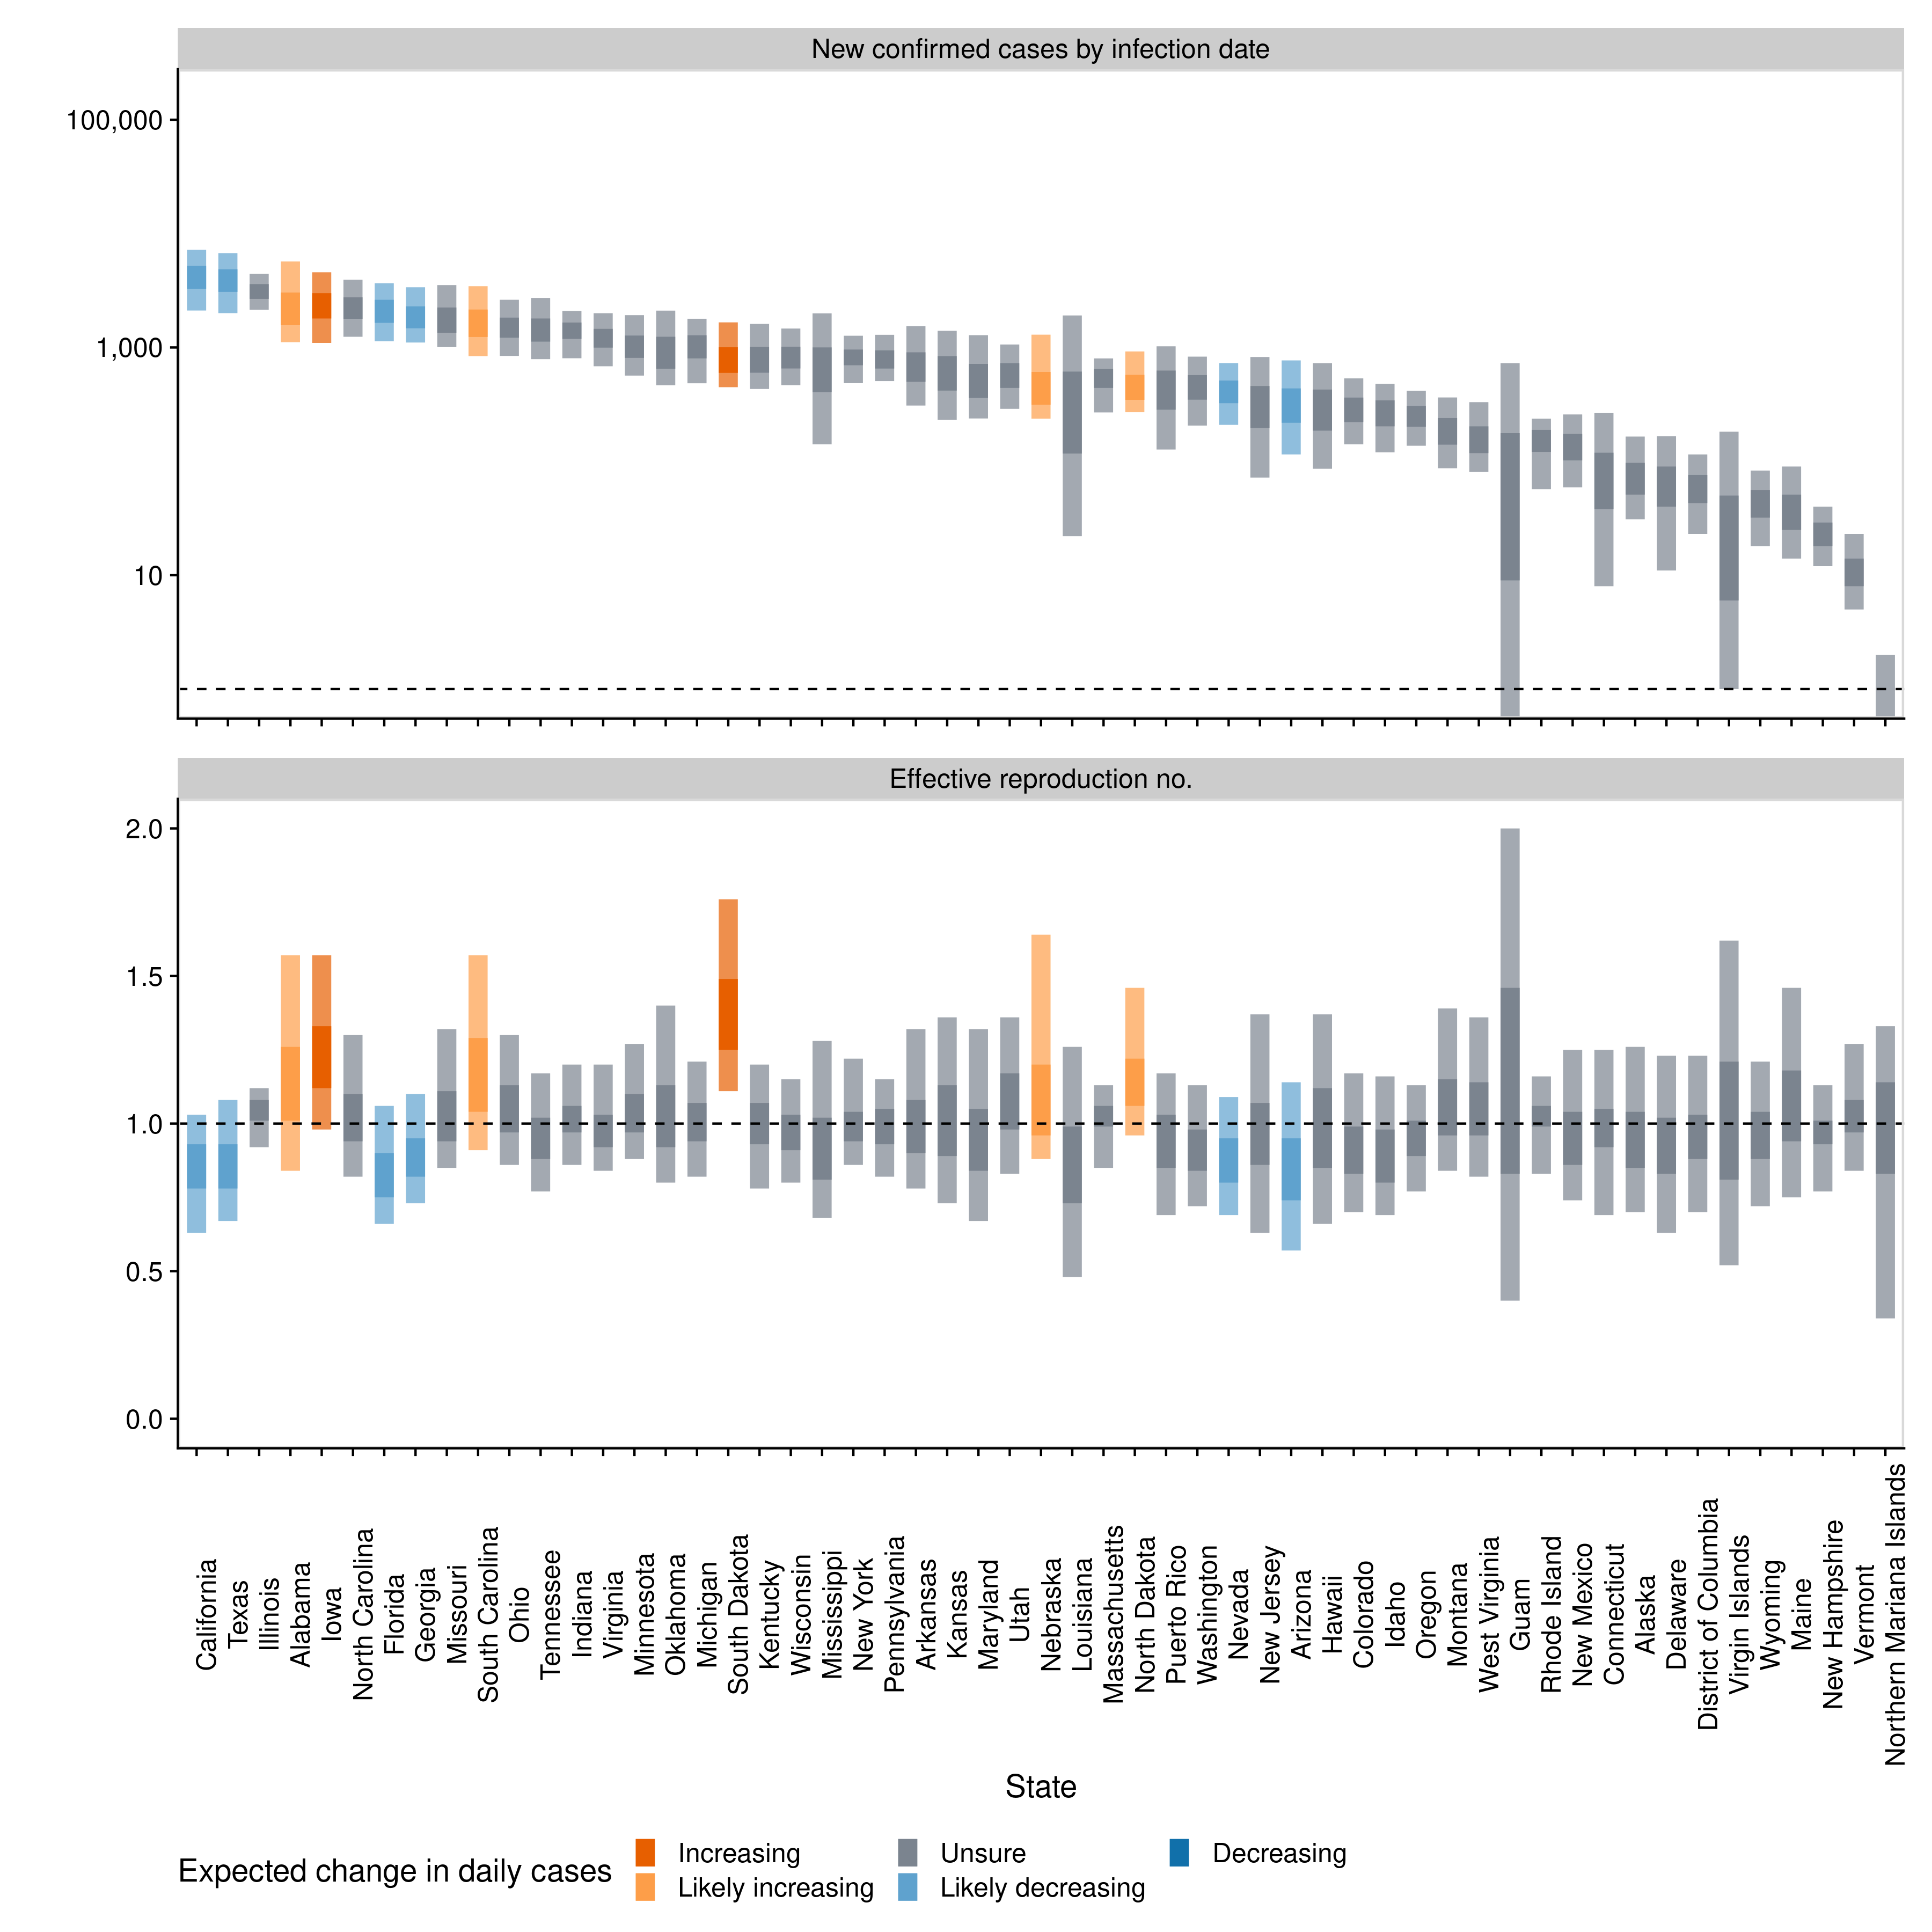 New confirmed cases by infection date
100,000
1,000
10
Effective reproduction no.
2.0
1.5
1.0
0.5
0.0
California
Texas
Illinois
Alabama
Iowa
North Carolina
Florida
Georgia
Missouri
South Carolina
Ohio
Tennessee
Indiana
Virginia
Minnesota
Oklahoma
Michigan
South Dakota
Kentucky
Wisconsin
Mississippi
New York
Pennsylvania
Arkansas
Kansas
Maryland
Utah
Nebraska
Louisiana
Massachusetts
North Dakota
Puerto Rico
Washington
Nevada
New Jersey
Arizona
Hawaii
Colorado
Idaho
Oregon
Montana
West Virginia
Guam
Rhode Island
New Mexico
Connecticut
Alaska
Delaware
District of Columbia
Virgin Islands
Wyoming
Maine
New Hampshire
Vermont
Northern Mariana Islands
State
Expected change in daily cases
Increasing
Likely increasing
Unsure
Likely decreasing
Decreasing